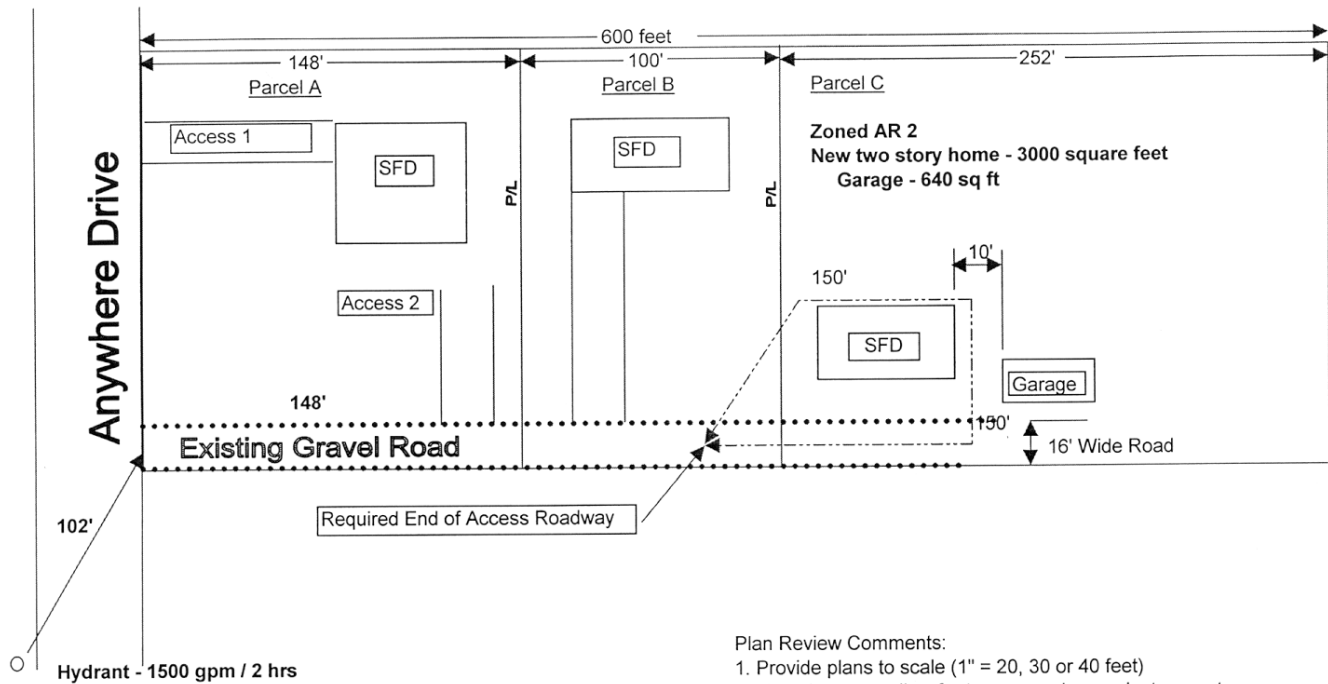 600 feet
148'
100'
252'
Parcel A
Parcel B
Parcel C
Access 1
SFD
SFD
Zoned AR 2
New two story home - 3000 square feet
Garage - 640 sq ft
P/L
P/L
Anywhere Drive
10'
150'
Access 2
SFD
Garage
148'
150'
Existing Gravel Road
16' Wide Road
Required End of Access Roadway
102'
Plan Review Comments:
Hydrant - 1500 gpm / 2 hrs
1. Provide plans to scale (1" = 20, 30 or 40 feet)